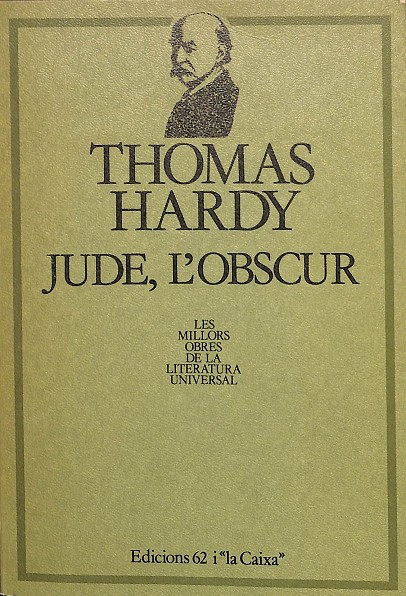 THOMAS
HARDY
JUDE, L'OBSCUR
LES
MILLORS
OBRES
DE LA
LITERATURA
UNIVERSAL
Edicions 62 i "la Caixa"